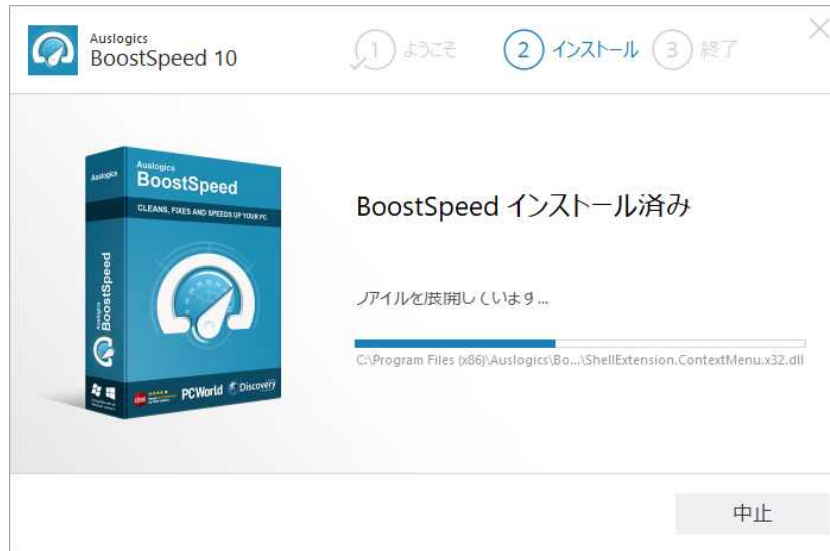 Auslogics
BoostSpeed 10
1 ようこそ
2 インストール
3 終了
Auslogics
Auslogics
BoostSpeed
CLEANS, FIXES AND SPEEDS UP YOUR PC
Auslogics
BoostSpeed
PCWorld
Discovery
BoostSpeed インストール済み
ファイルを展開しています...
C:\Program Files (x86)\Auslogics\Bo...\ShellExtension.ContextMenu.x32.dll
中止